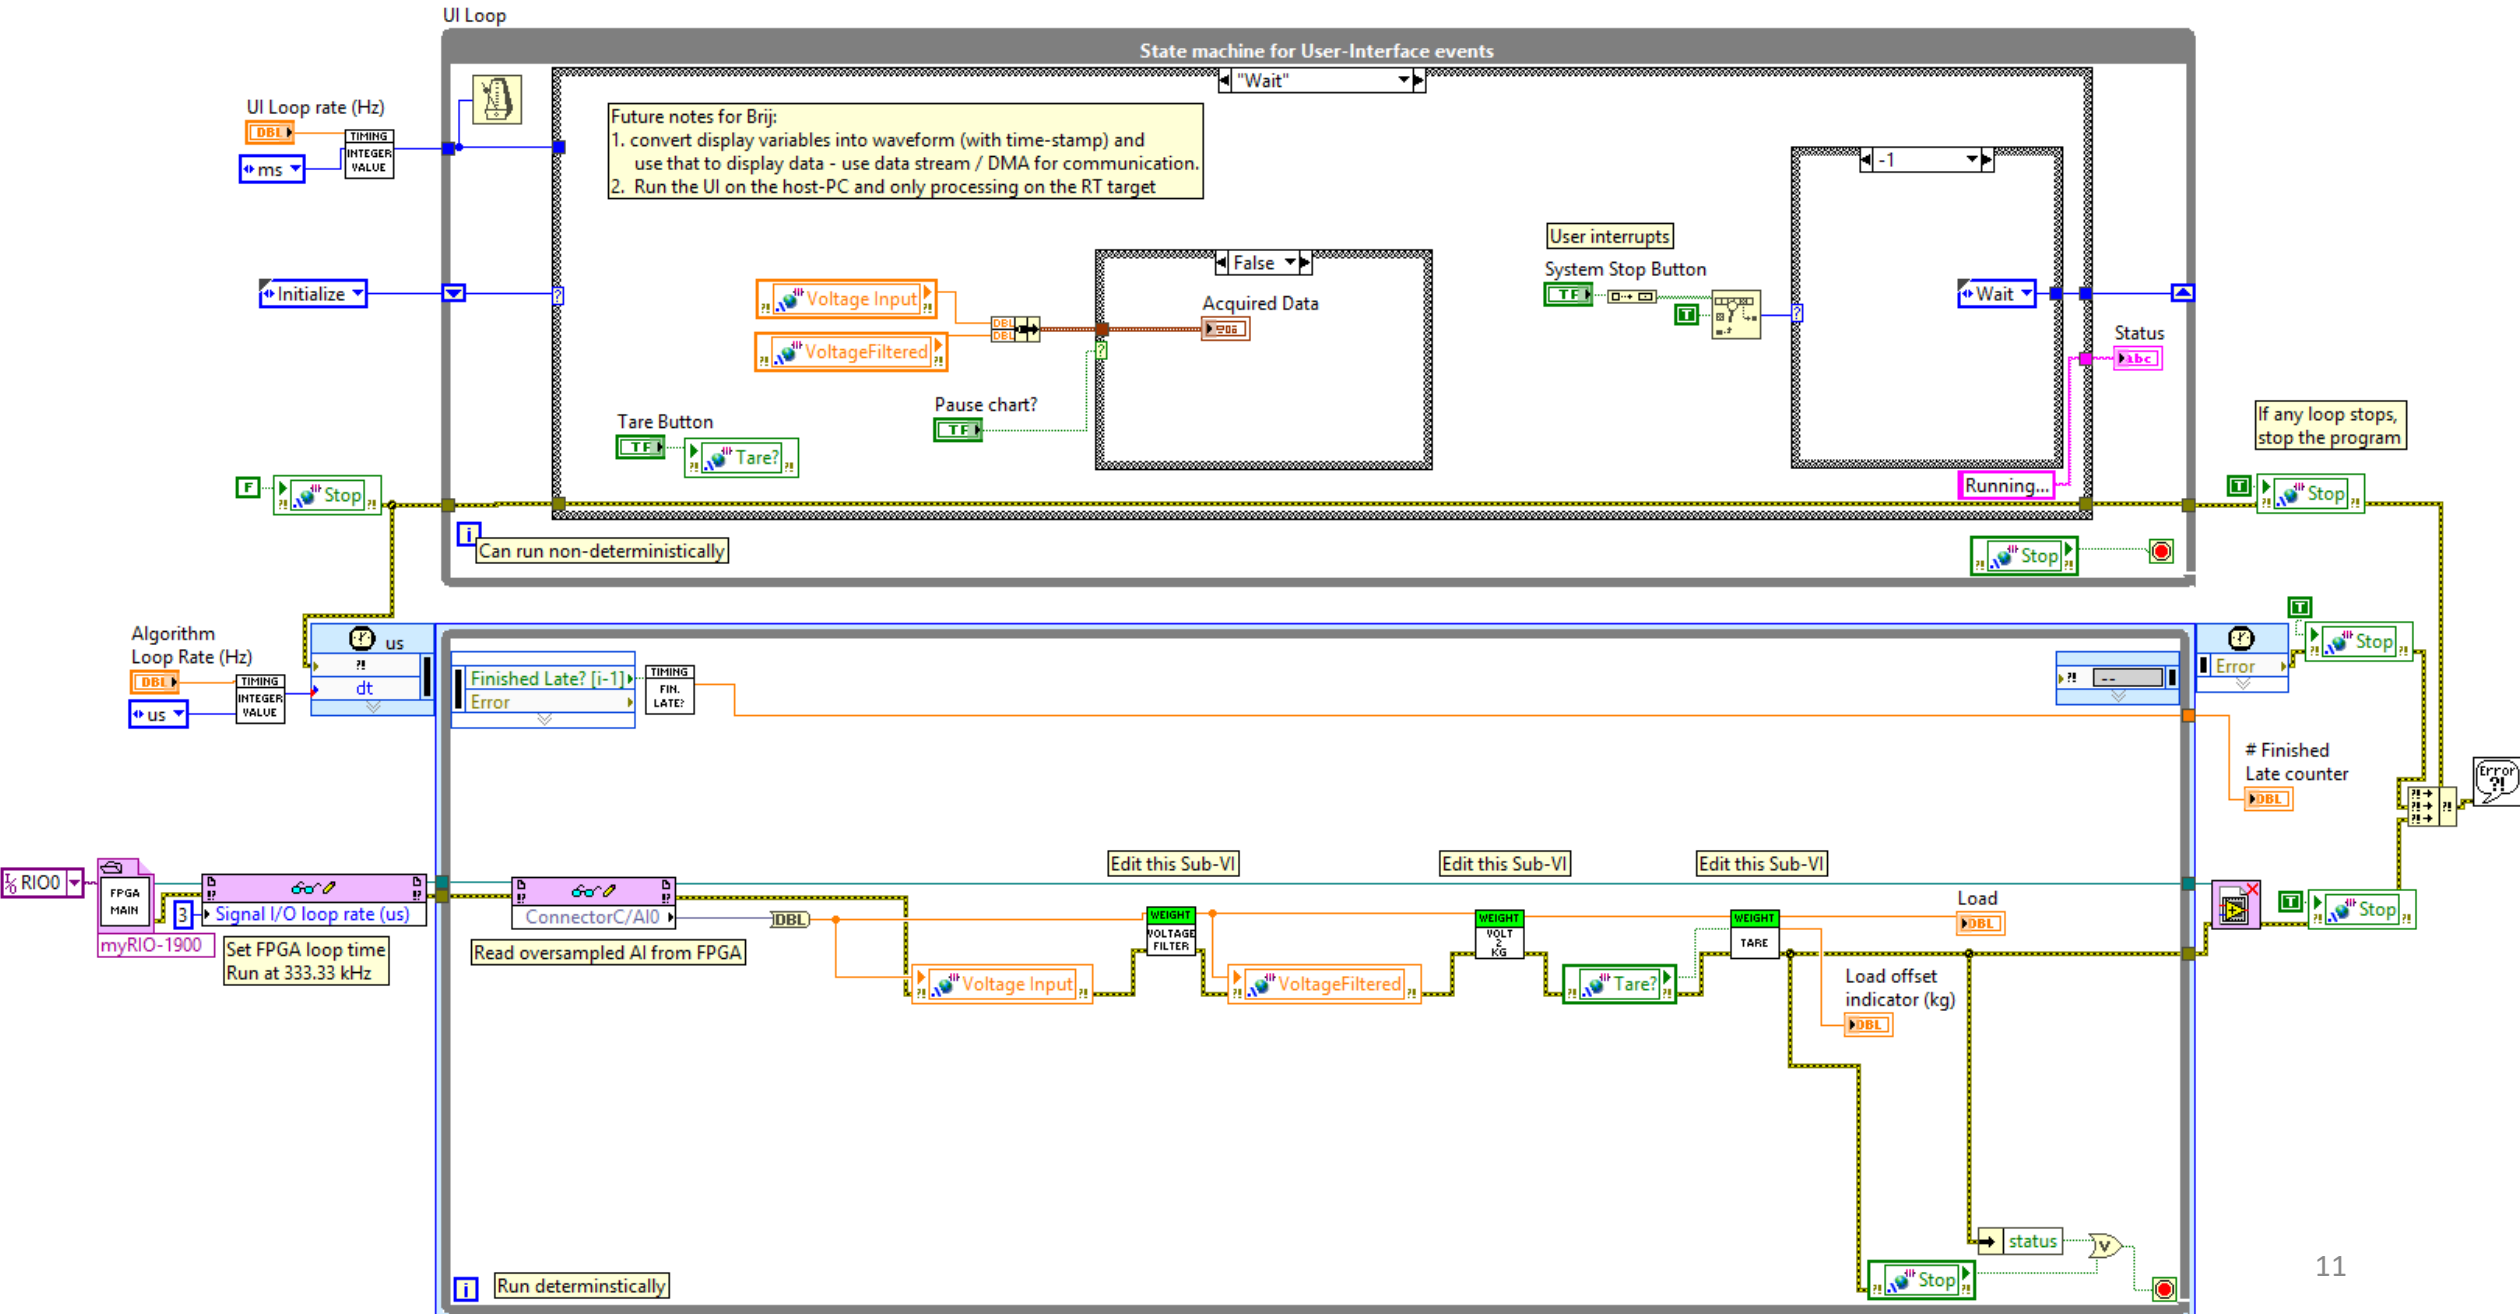 UI Loop
State machine for User-Interface events
"Wait"
UI Loop rate (Hz)
DBL
ms
TIMING
INTEGER
VALUE
Future notes for Brij:
1. convert display variables into waveform (with time-stamp) and
use that to display data - use data stream / DMA for communication.
2. Run the UI on the host-PC and only processing on the RT target
-1
User interrupts
System Stop Button
TF
T
Initialize
False
Voltage Input
VoltageFiltered
DBL
DBL
Acquired Data
Wait
Status
abc
Pause chart?
TF
Tare Button
TF
Tare?
If any loop stops,
stop the program
F
Stop
Running...
T
Stop
i
Can run non-deterministically
Stop
Algorithm
Loop Rate (Hz)
DBL
us
TIMING
INTEGER
VALUE
us
?!
dt
Finished Late? [i-1]
Error
TIMING
FIN.
LATE?
?!
--
Error
T
Stop
# Finished
Late counter
DBL
Error
?!
RIO0
FPGA
MAIN
myRIO-1900
3
Signal I/O loop rate (us)
Set FPGA loop time
Run at 333.33 kHz
ConnectorC/AI0
DBL
Read oversampled AI from FPGA
Edit this Sub-VI
Edit this Sub-VI
Edit this Sub-VI
WEIGHT
VOLTAGE
FILTER
WEIGHT
VOLT
2
KG
WEIGHT
TARE
Voltage Input
VoltageFiltered
Tare?
Load
DBL
Load offset
indicator (kg)
DBL
T
Stop
status
V
Stop
i
Run determinstically
11